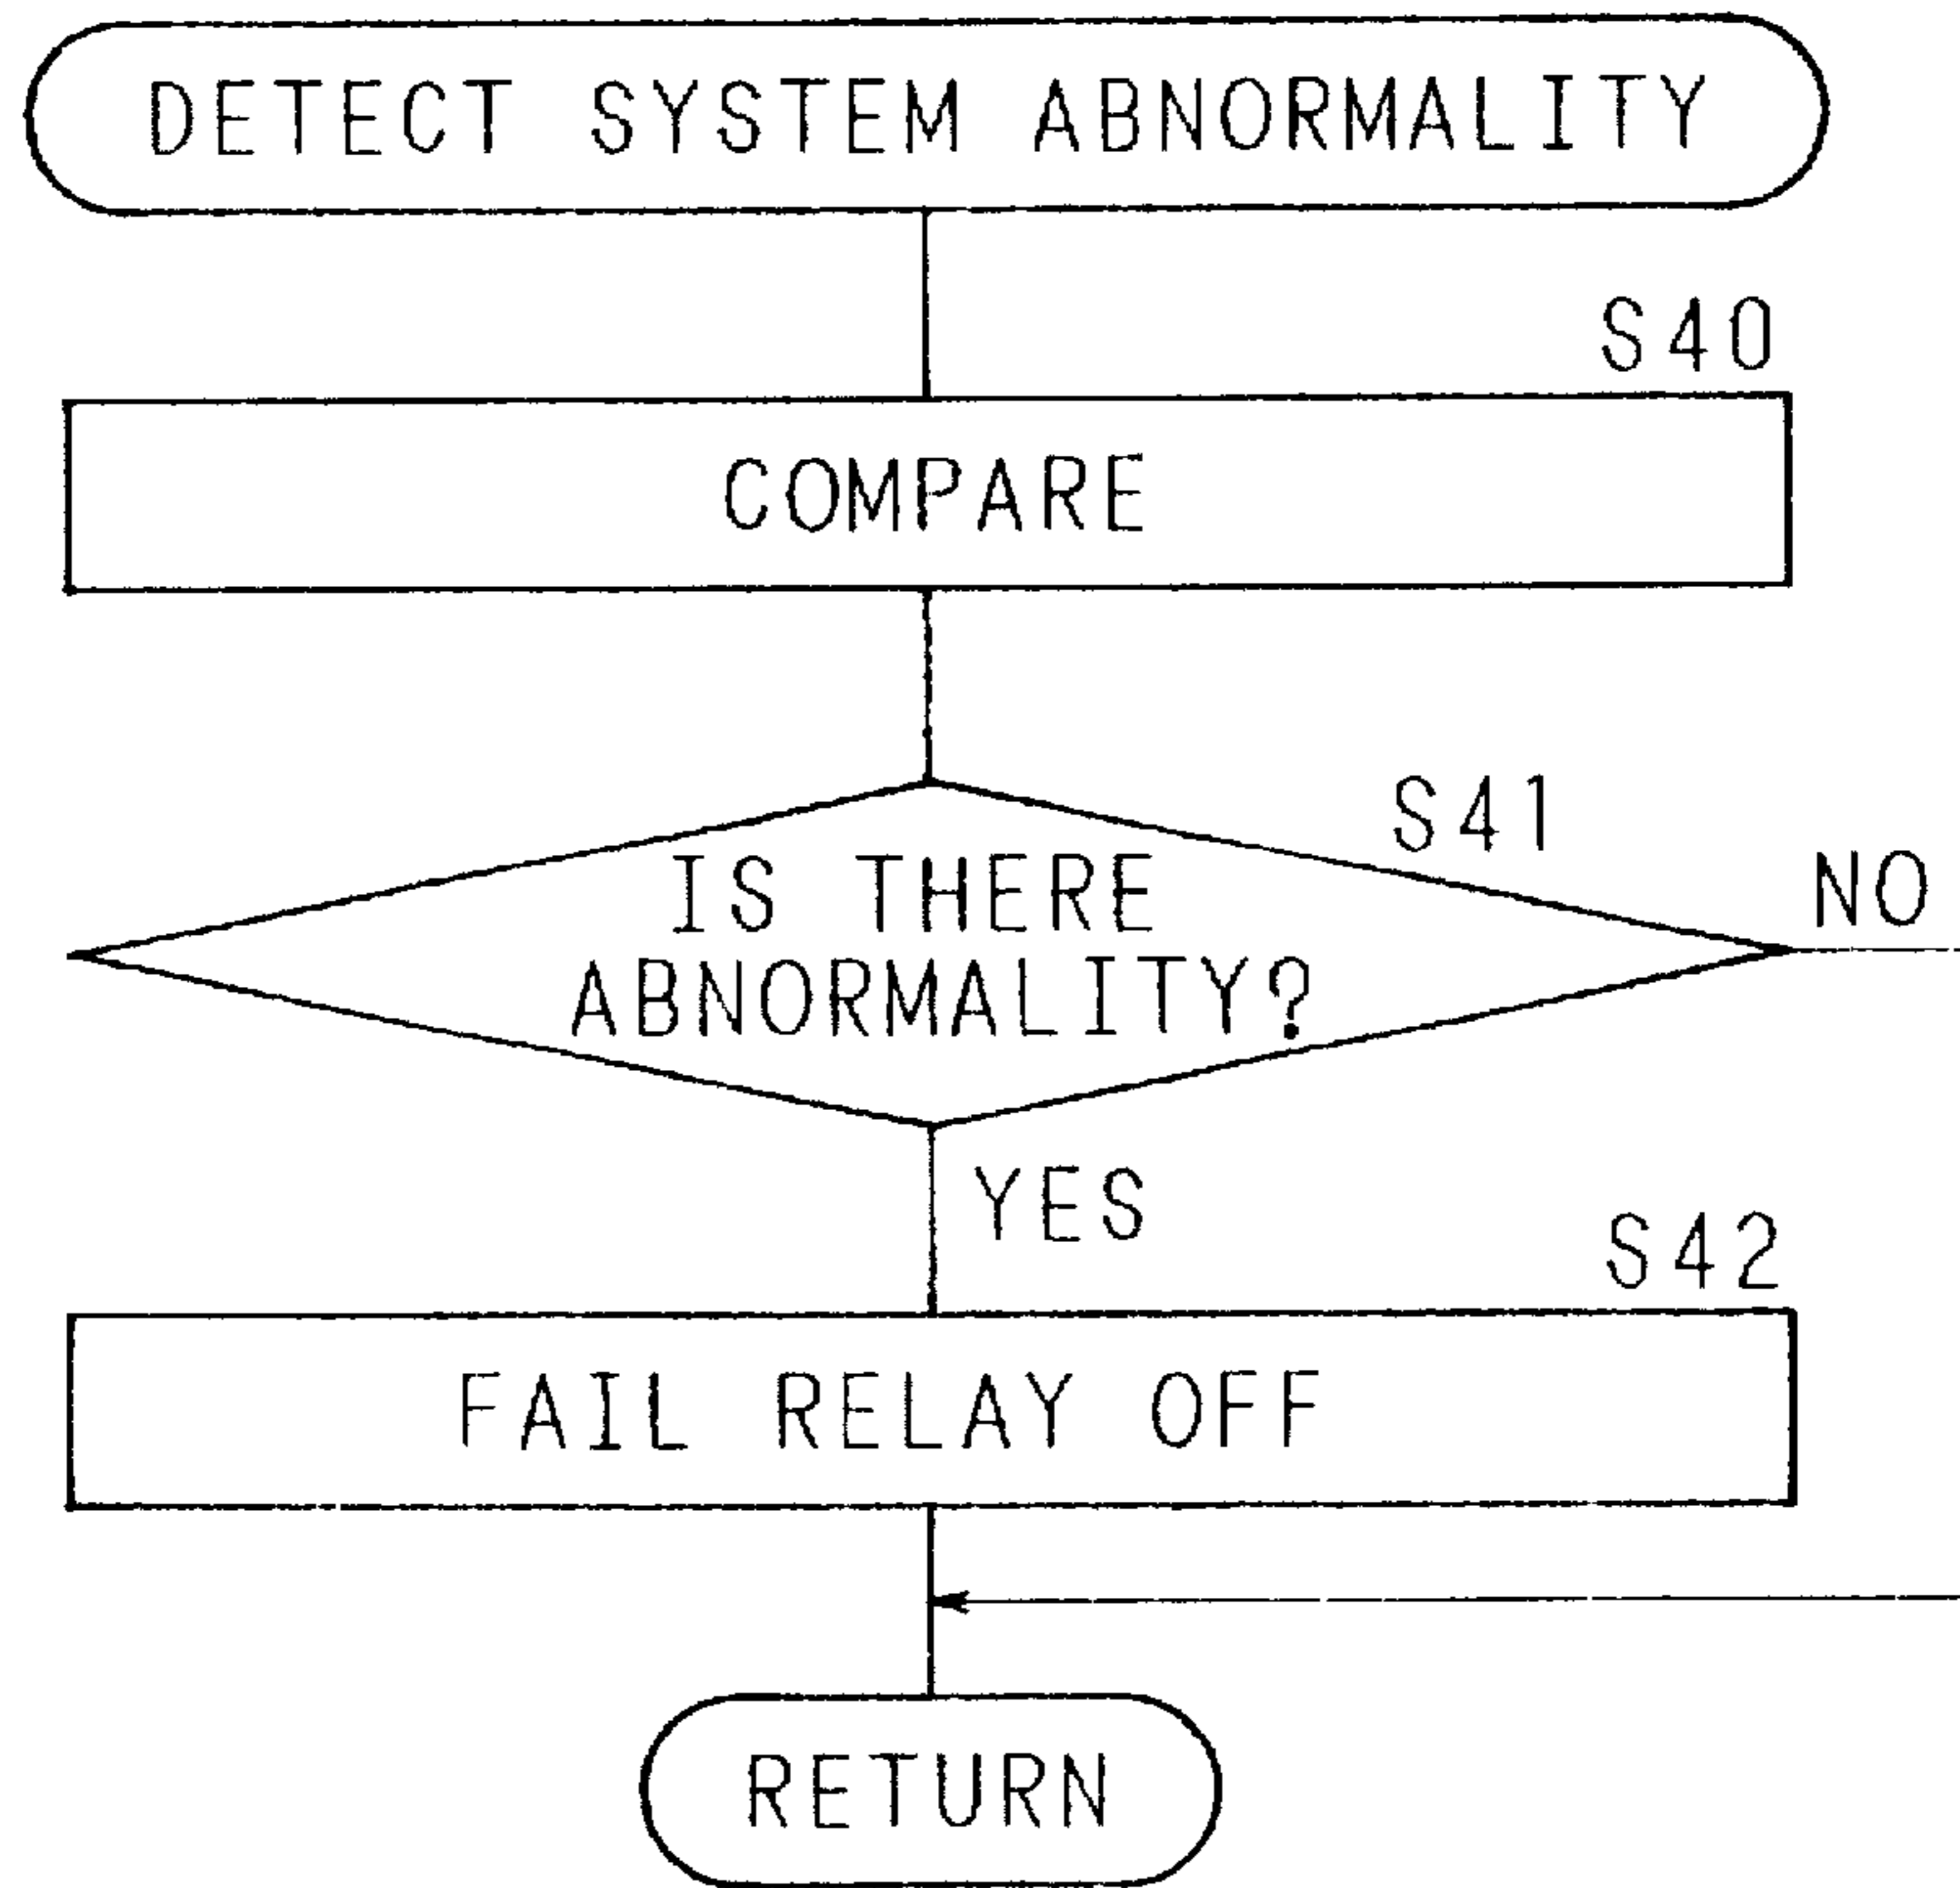 DETECT SYSTEM ABNORMALITY
S40
COMPARE
S41
IS THERE
ABNORMALITY?
NO
YES
S42
FAIL RELAY OFF
RETURN